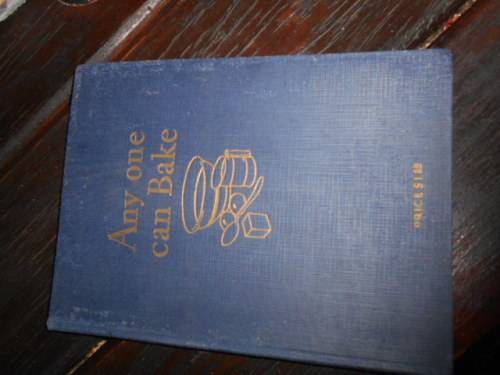 Any one
can Bake
PRICE $1.00